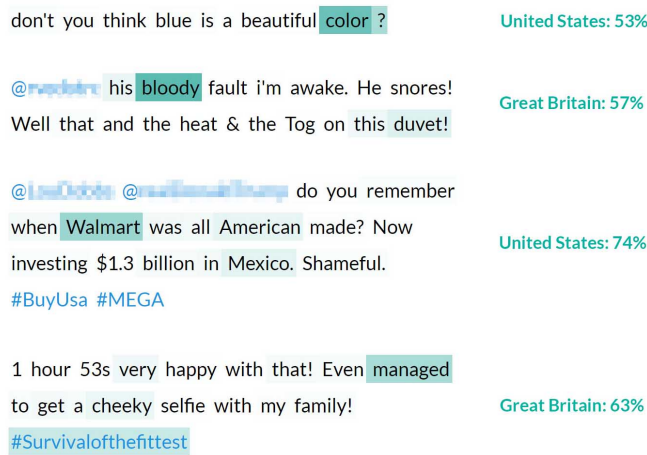 don't you think blue is a beautiful color ?
United States: 53%
@ his bloody fault i'm awake. He snores!
Well that and the heat & the Tog on this duvet!
Great Britain: 57%
@ @ do you remember
when Walmart was all American made? Now
investing $1.3 billion in Mexico. Shameful.
#BuyUsa #MEGA
United States: 74%
1 hour 53s very happy with that! Even managed
to get a cheeky selfie with my family!
#Survivalofthefittest
Great Britain: 63%